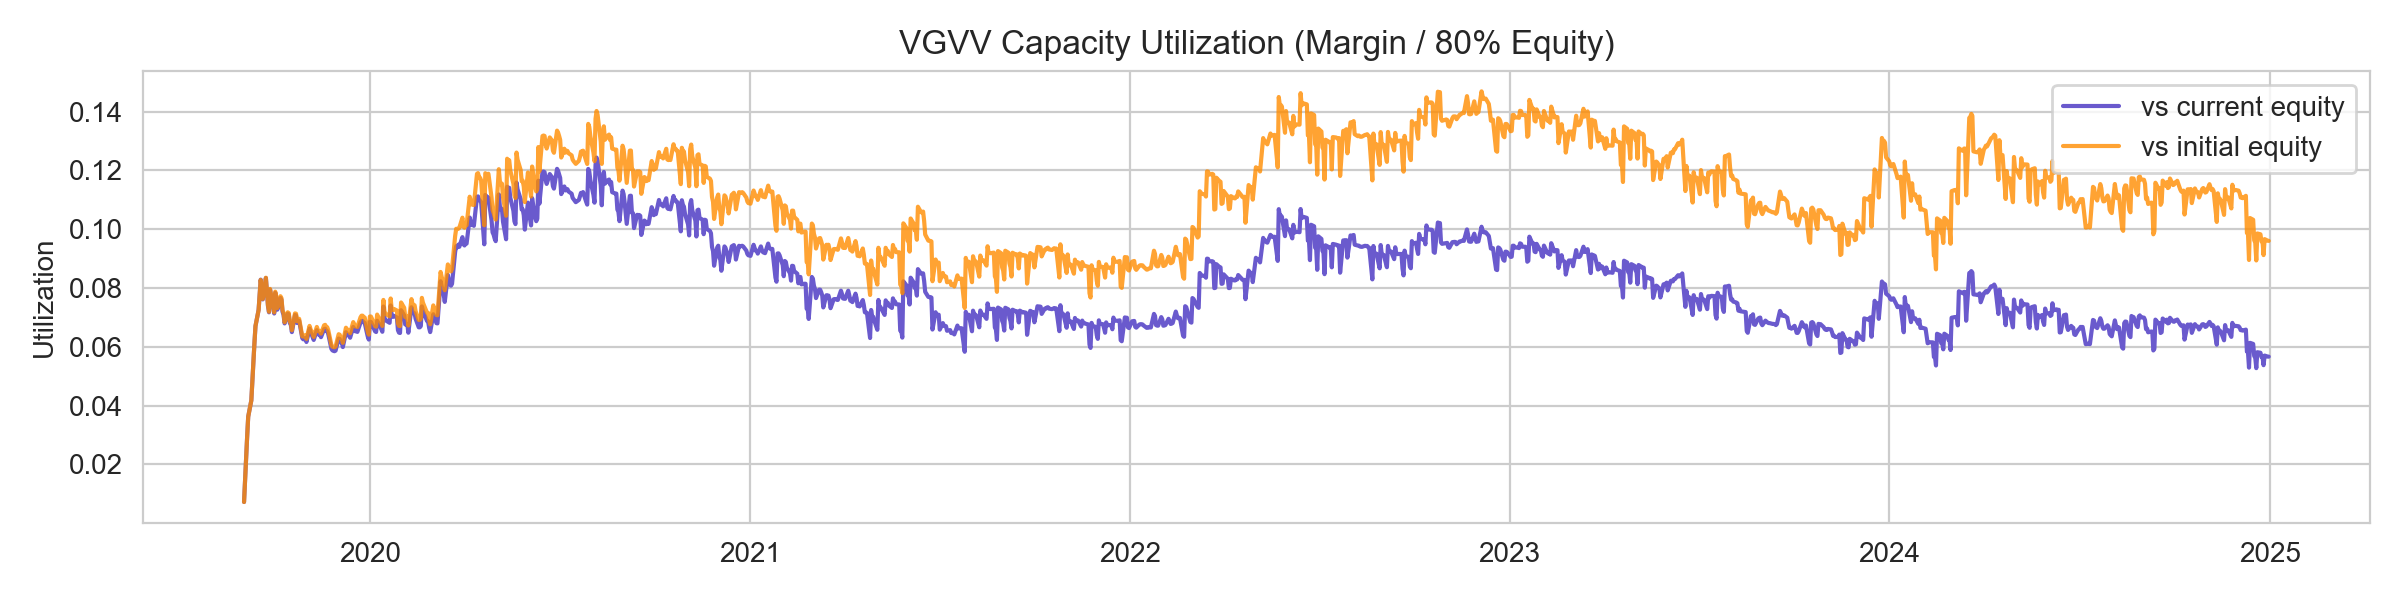 VGVV Capacity Utilization (Margin / 80% Equity)
vs current equity
vs initial equity
Utilization
0.14
0.12
0.10
0.08
0.06
0.04
0.02
2020 2021 2022 2023 2024 2025